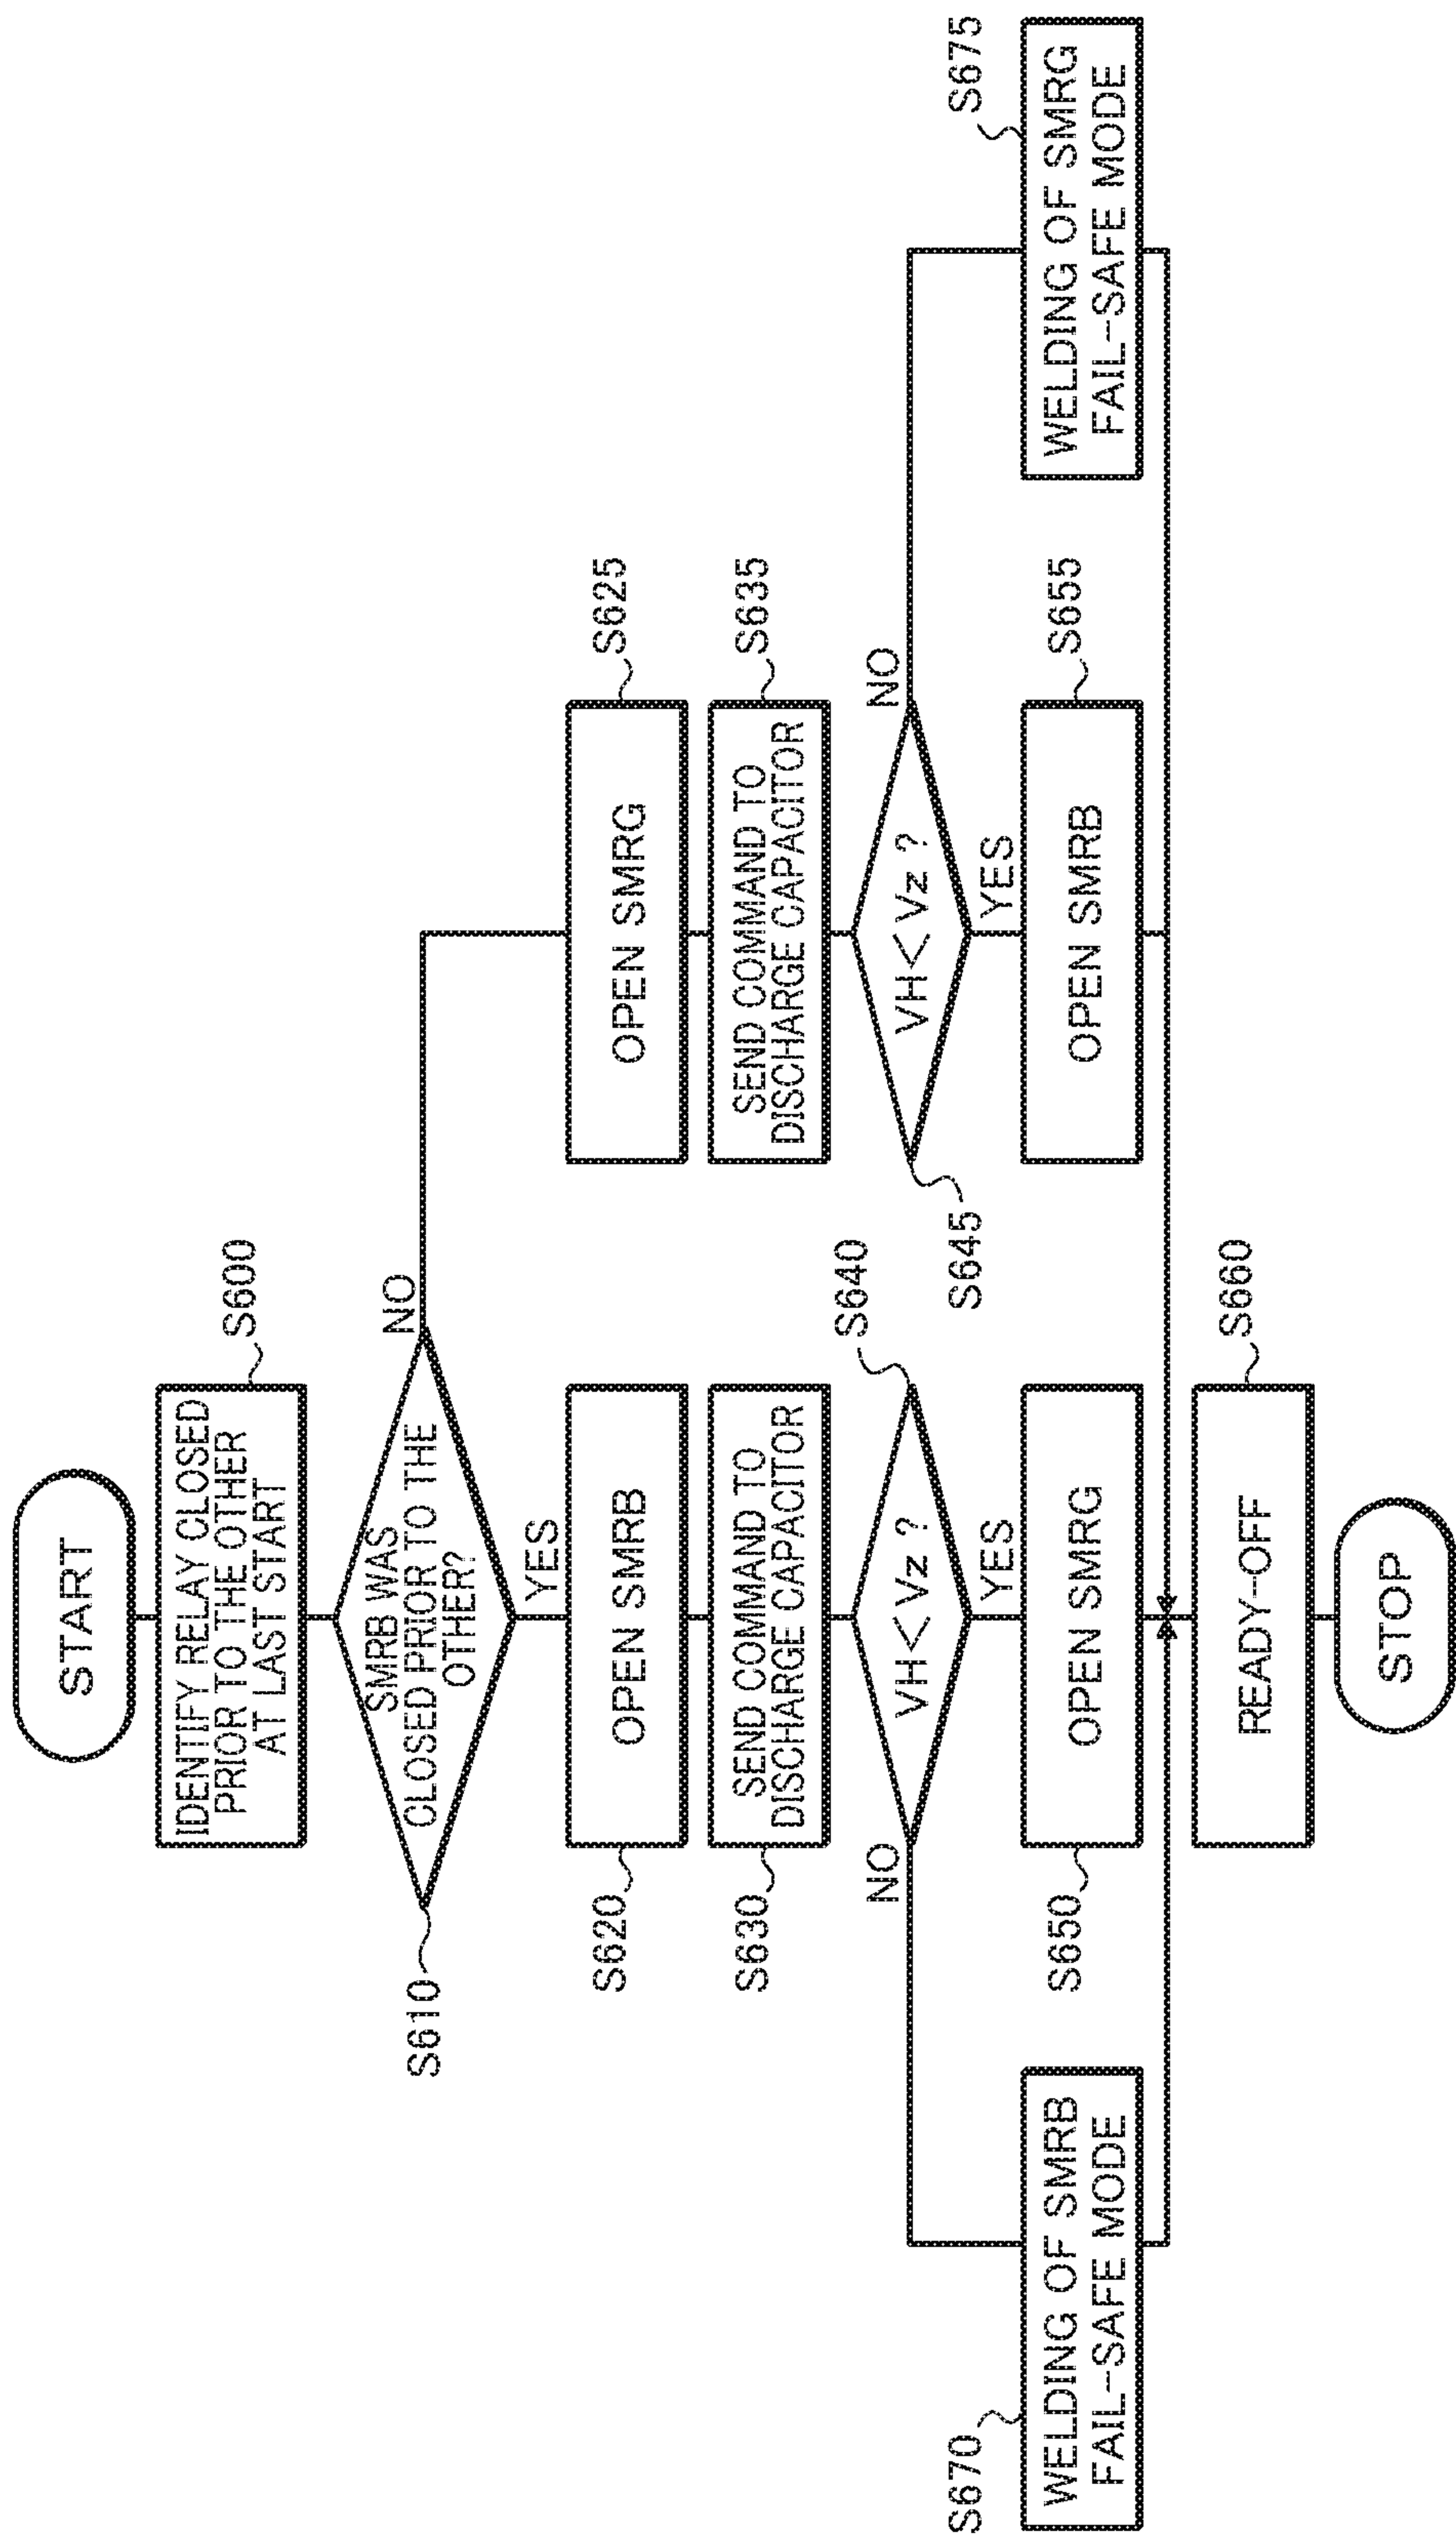 START
S600
IDENTIFY RELAY CLOSED
PRIOR TO THE OTHER
AT LAST START
S610
SMRB WAS
CLOSED PRIOR TO THE
OTHER?
NO
YES
S620
OPEN SMRB
S625
OPEN SMRG
S630
SEND COMMAND TO
DISCHARGE CAPACITOR
S635
SEND COMMAND TO
DISCHARGE CAPACITOR
NO
VH<Vz ?
S640
YES
S645
VH<Vz ?
NO
YES
S670
WELDING OF SMRB
FAIL-SAFE MODE
S650
OPEN SMRG
S655
OPEN SMRB
S675
WELDING OF SMRG
FAIL-SAFE MODE
S660
READY-OFF
STOP